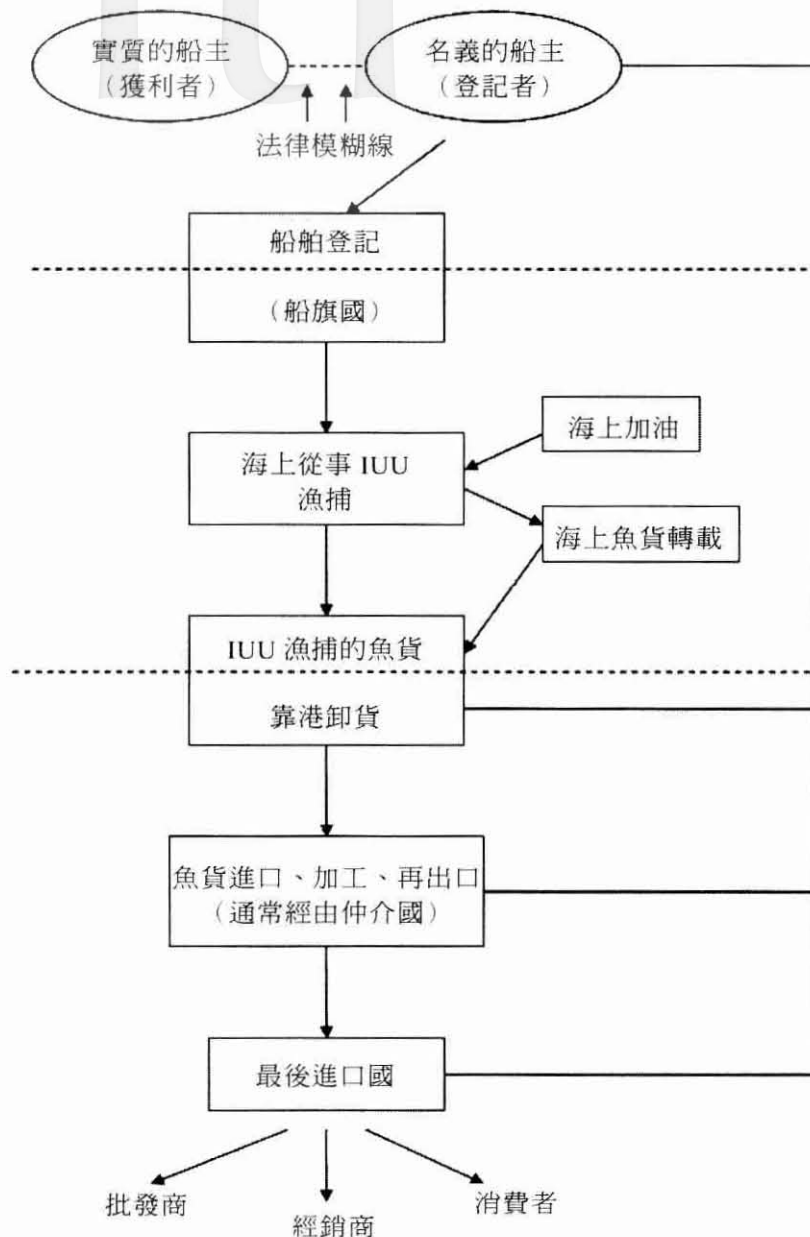 實質的船主
（獲利者）
名義的船主
（登記者）
法律模糊線
船舶登記
（船旗國）
海上加油
海上從事 IUU
漁捕
海上魚貨轉載
IUU 漁捕的魚貨
靠港卸貨
魚貨進口、加工、再出口
（通常經由仲介國）
最後進口國
批發商
經銷商
消費者